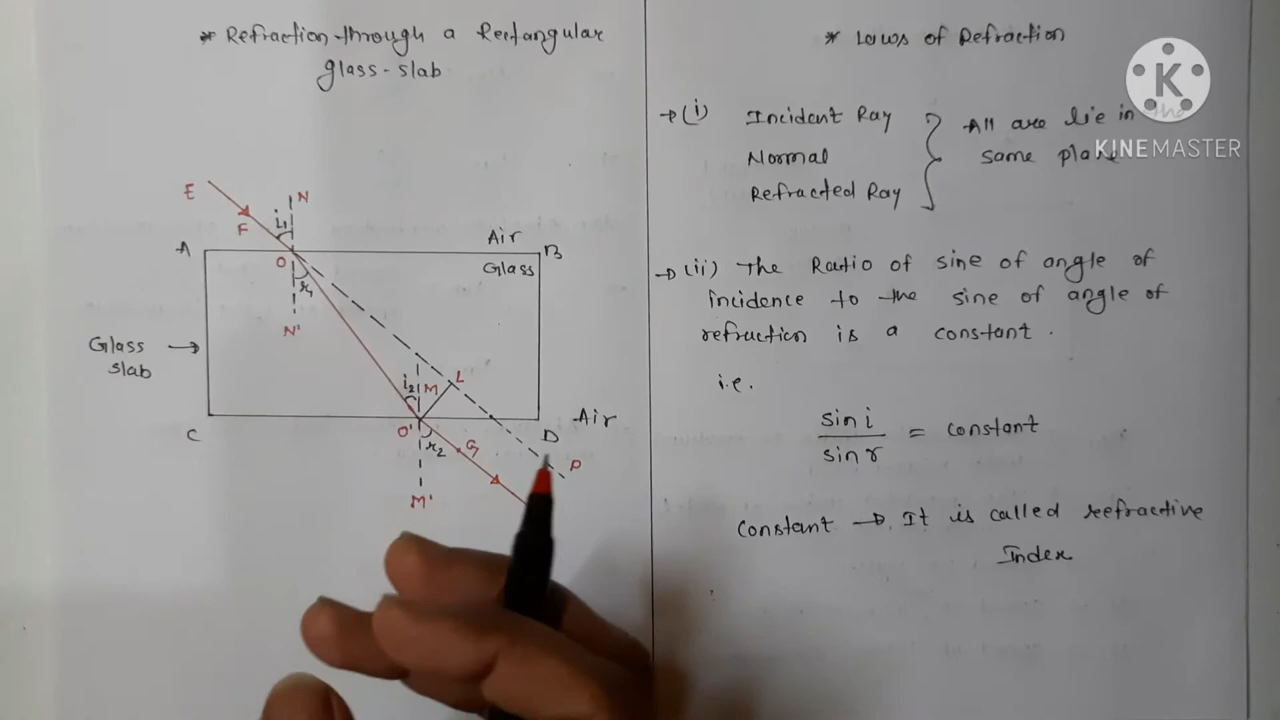 * Refraction through a Rectangular
glass-slab
E
N
F
i1
A
O
Air
B
Glass
r1
N'
Glass
slab
i2
M
L
C
O'
r2
G
D
Air
P
M'
* Laws of Refraction
→ (i) Incident Ray
Normal
Refracted Ray
All are lie in the
same plane
K
KINEMASTER
→ (ii) The Ratio of sine of angle of
incidence to the sine of angle of
refraction is a constant.
i.e.
sin i
sin r
= constant
Constant → It is called reefractive
Index